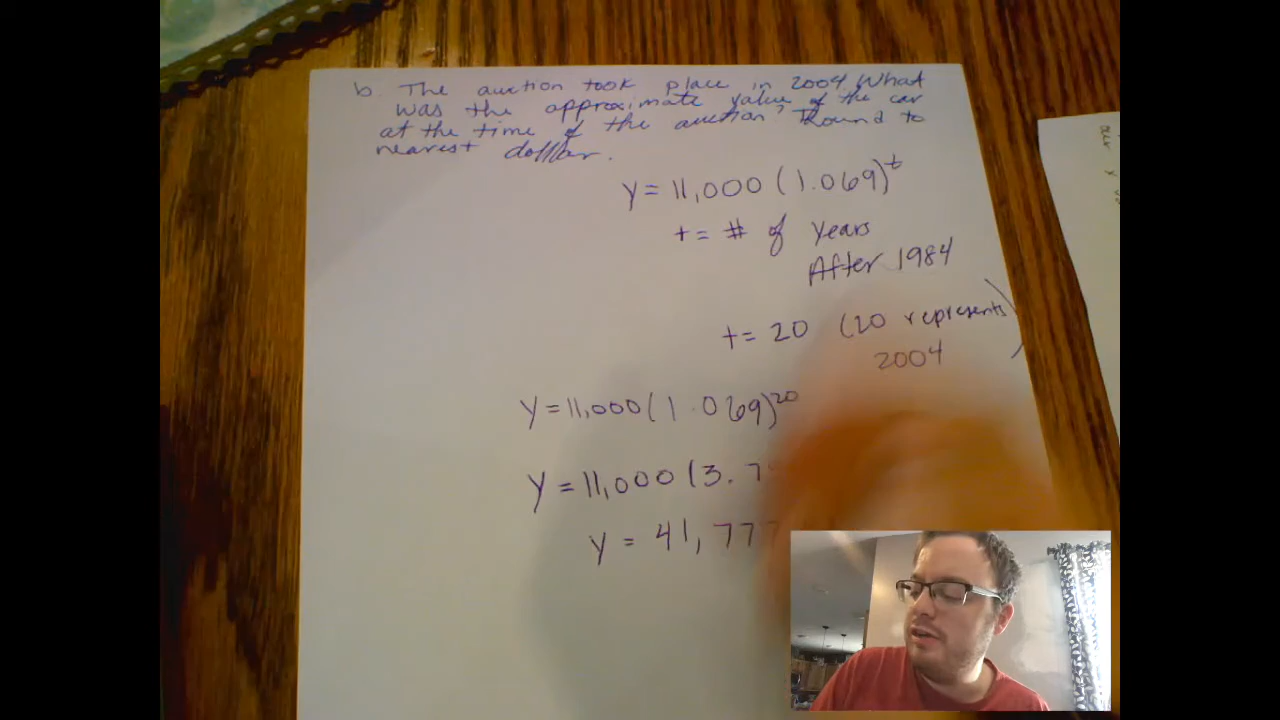 b. The auction took place in 2004. What
was the approximate value of the car
at the time of the auction? Round to
nearest dollar.
y = 11,000 (1.069)^t
t = # of years
After 1984
t = 20 (20 represents
2004)
y = 11,000 (1.069)^20
y = 11,000 (3.7
y = 41,777